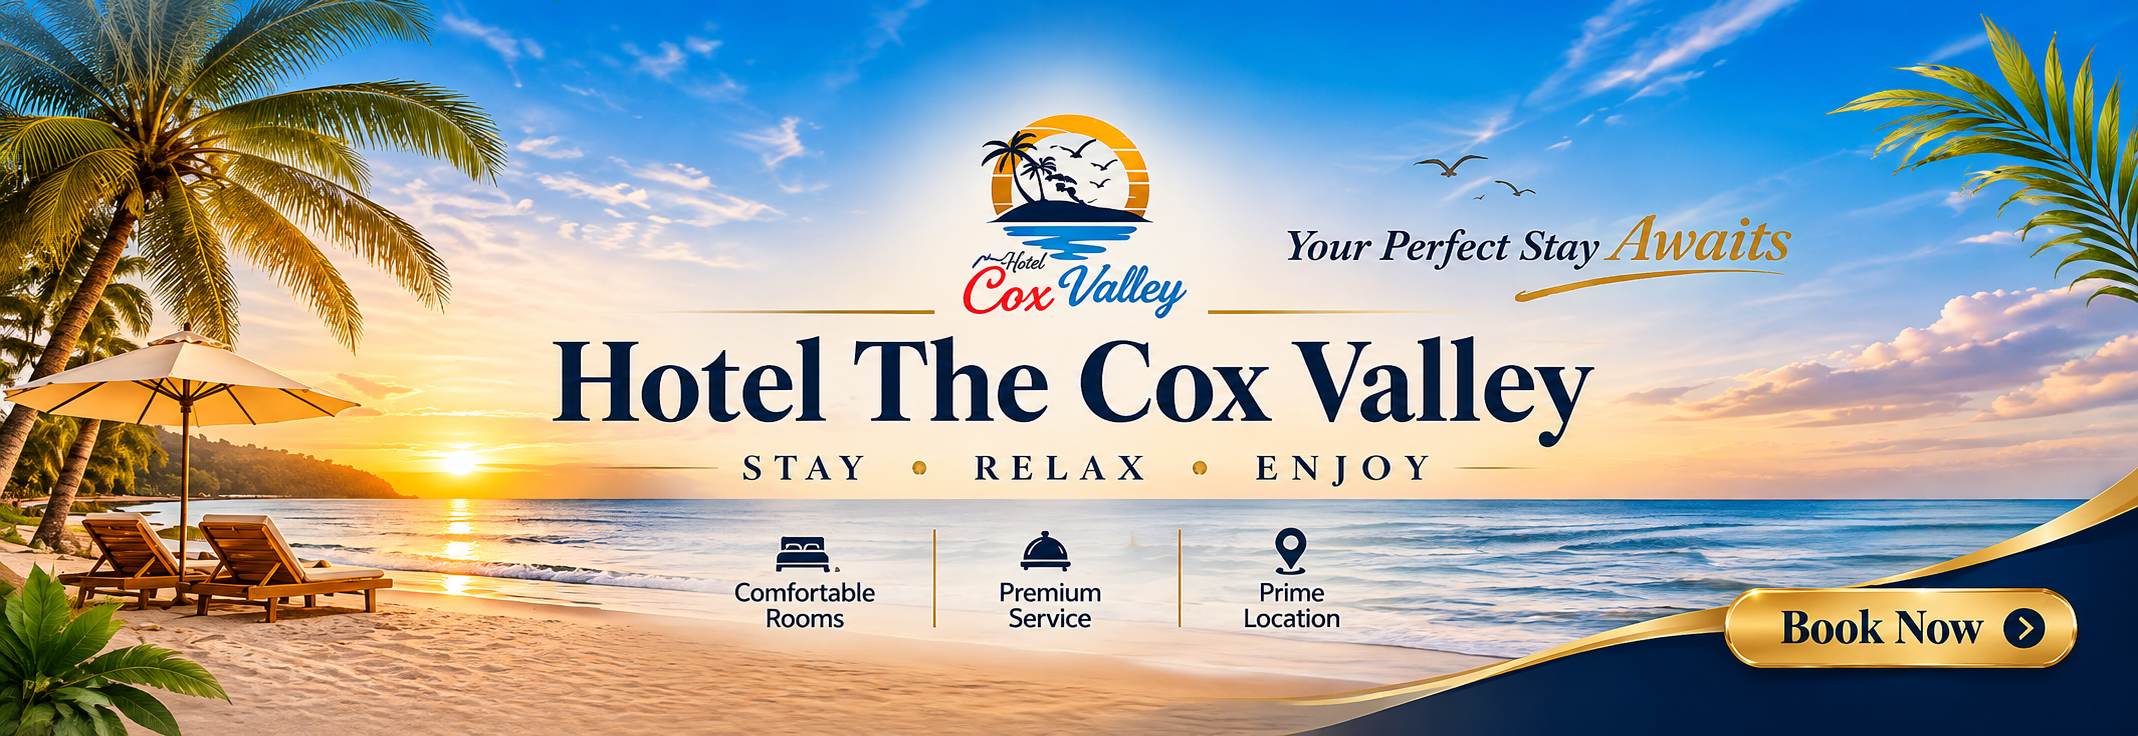 Hotel
Cox Valley
Your Perfect Stay Awaits
Hotel The Cox Valley
STAY • RELAX • ENJOY
Comfortable
Rooms
Premium
Service
Prime
Location
Book Now